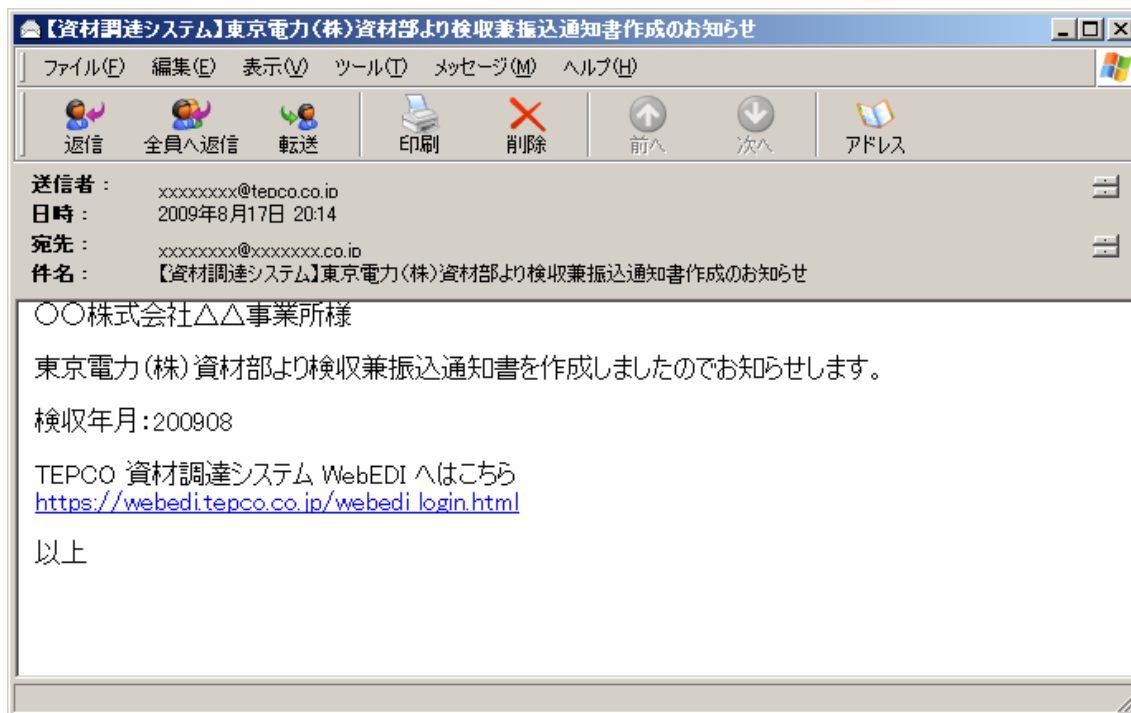 【資材調達システム】東京電力(株)資材部より検収兼振込通知書作成のお知らせ
ファイル(F) 編集(E) 表示(V) ツール(T) メッセージ(M) ヘルプ(H)
返信 全員へ返信 転送 印刷 削除 前へ 次へ アドレス
送信者: xxxxxxxx@tepco.co.jp
日時: 2009年8月17日 20:14
宛先: xxxxxxxx@xxxxxxx.co.jp
件名: 【資材調達システム】東京電力(株)資材部より検収兼振込通知書作成のお知らせ
○○株式会社△△事業所様
東京電力(株)資材部より検収兼振込通知書を作成しましたのでお知らせします。
検収年月:200908
TEPCO 資材調達システム WebEDI へはこちら
https://webedi.tepco.co.jp/webedi_login.html
以上